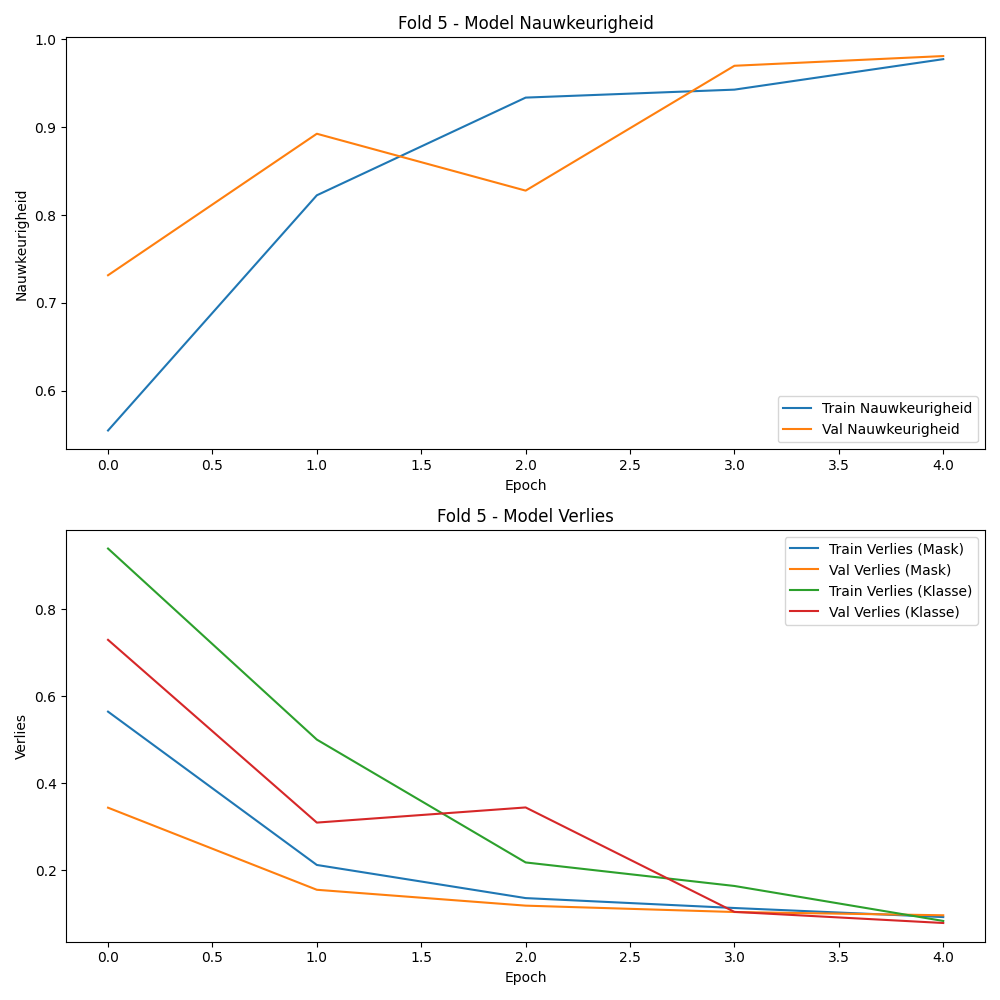 Fold 5 - Model Nauwkeurigheid
1.0
0.9
0.8
0.7
0.6
Nauwkeurigheid
Train Nauwkeurigheid
Val Nauwkeurigheid
0.0 0.5 1.0 1.5 2.0 2.5 3.0 3.5 4.0
Epoch
Fold 5 - Model Verlies
0.8
0.6
0.4
0.2
Verlies
Train Verlies (Mask)
Val Verlies (Mask)
Train Verlies (Klasse)
Val Verlies (Klasse)
0.0 0.5 1.0 1.5 2.0 2.5 3.0 3.5 4.0
Epoch